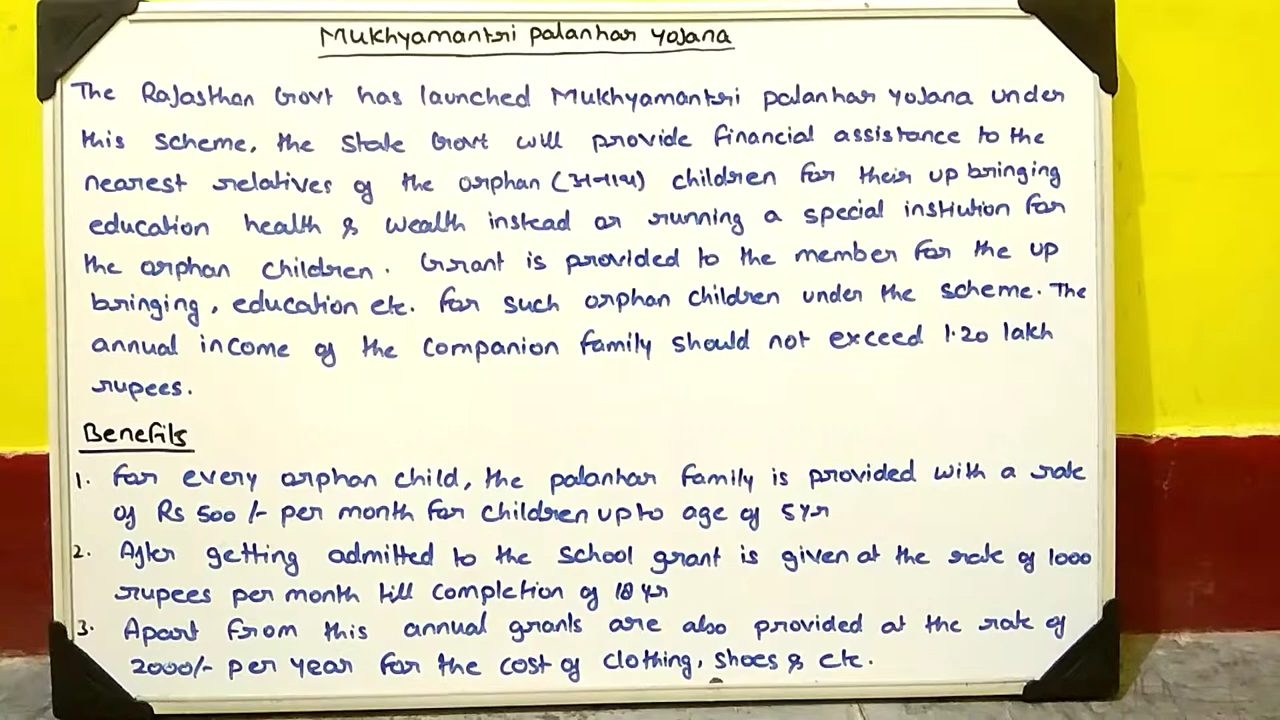 Mukhyamantri palanhar yojana
The Rajasthan Govt has launched Mukhyamantri palanhar yojana under
this scheme, the state Govt will provide financial assistance to the
nearest relatives of the orphan (अनाथ) children for their up bringing
education health & wealth instead or running a special instiution for
the orphan children. Grant is provided to the member for the up
bringing, education etc. for such orphan children under the scheme. The
annual income of the companion family should not exceed 1.20 lakh
rupees.
Benefits
1. for every orphan child, the palanhar family is provided with a rate
of Rs 500/- per month for children upto age of 5yr
2. After getting admitted to the school grant is given at the rate of 1000
rupees per month till completion of 18 yr
3. Apart from this annual grants are also provided at the rate of
2000/- per year for the cost of clothing, shoes & etc.